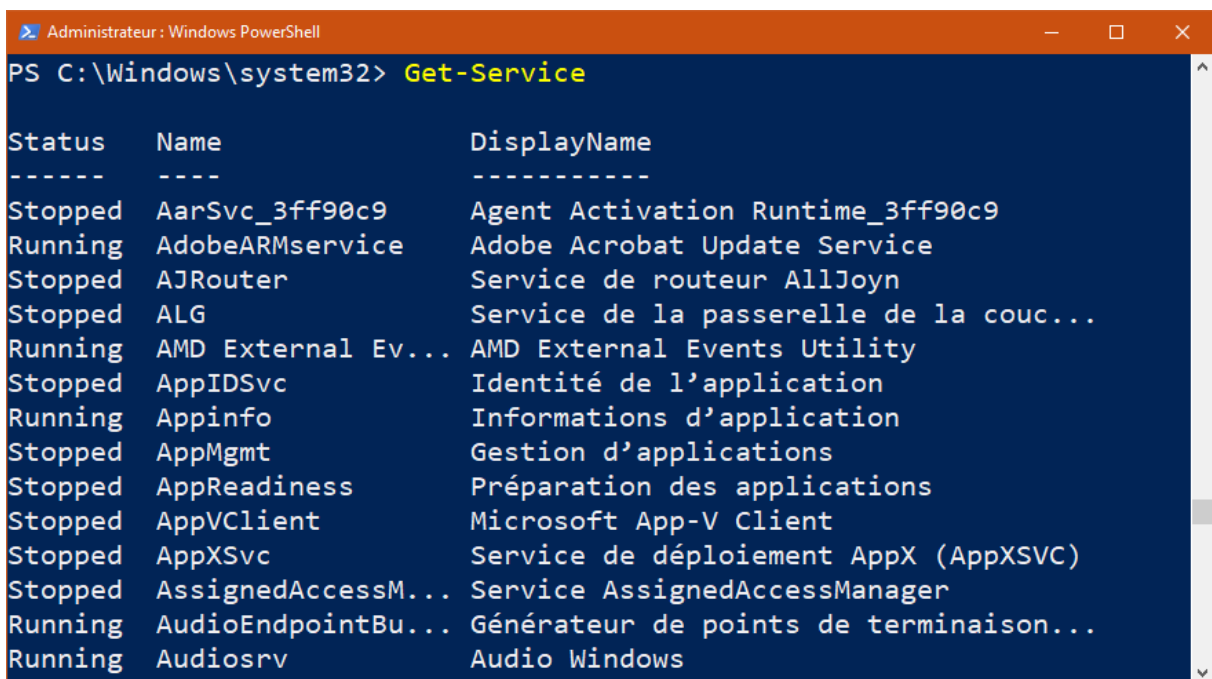 Administrateur : Windows PowerShell
PS C:\Windows\system32> Get-Service
Status Name DisplayName
------ ---- -----------
Stopped AarSvc_3ff90c9 Agent Activation Runtime_3ff90c9
Running AdobeARMservice Adobe Acrobat Update Service
Stopped AJRouter Service de routeur AllJoyn
Stopped ALG Service de la passerelle de la couc...
Running AMD External Ev... AMD External Events Utility
Stopped AppIDSvc Identité de l’application
Running Appinfo Informations d’application
Stopped AppMgmt Gestion d’applications
Stopped AppReadiness Préparation des applications
Stopped AppVClient Microsoft App-V Client
Stopped AppXSvc Service de déploiement AppX (AppXSVC)
Stopped AssignedAccessM... Service AssignedAccessManager
Running AudioEndpointBu... Générateur de points de terminaison...
Running Audiosrv Audio Windows